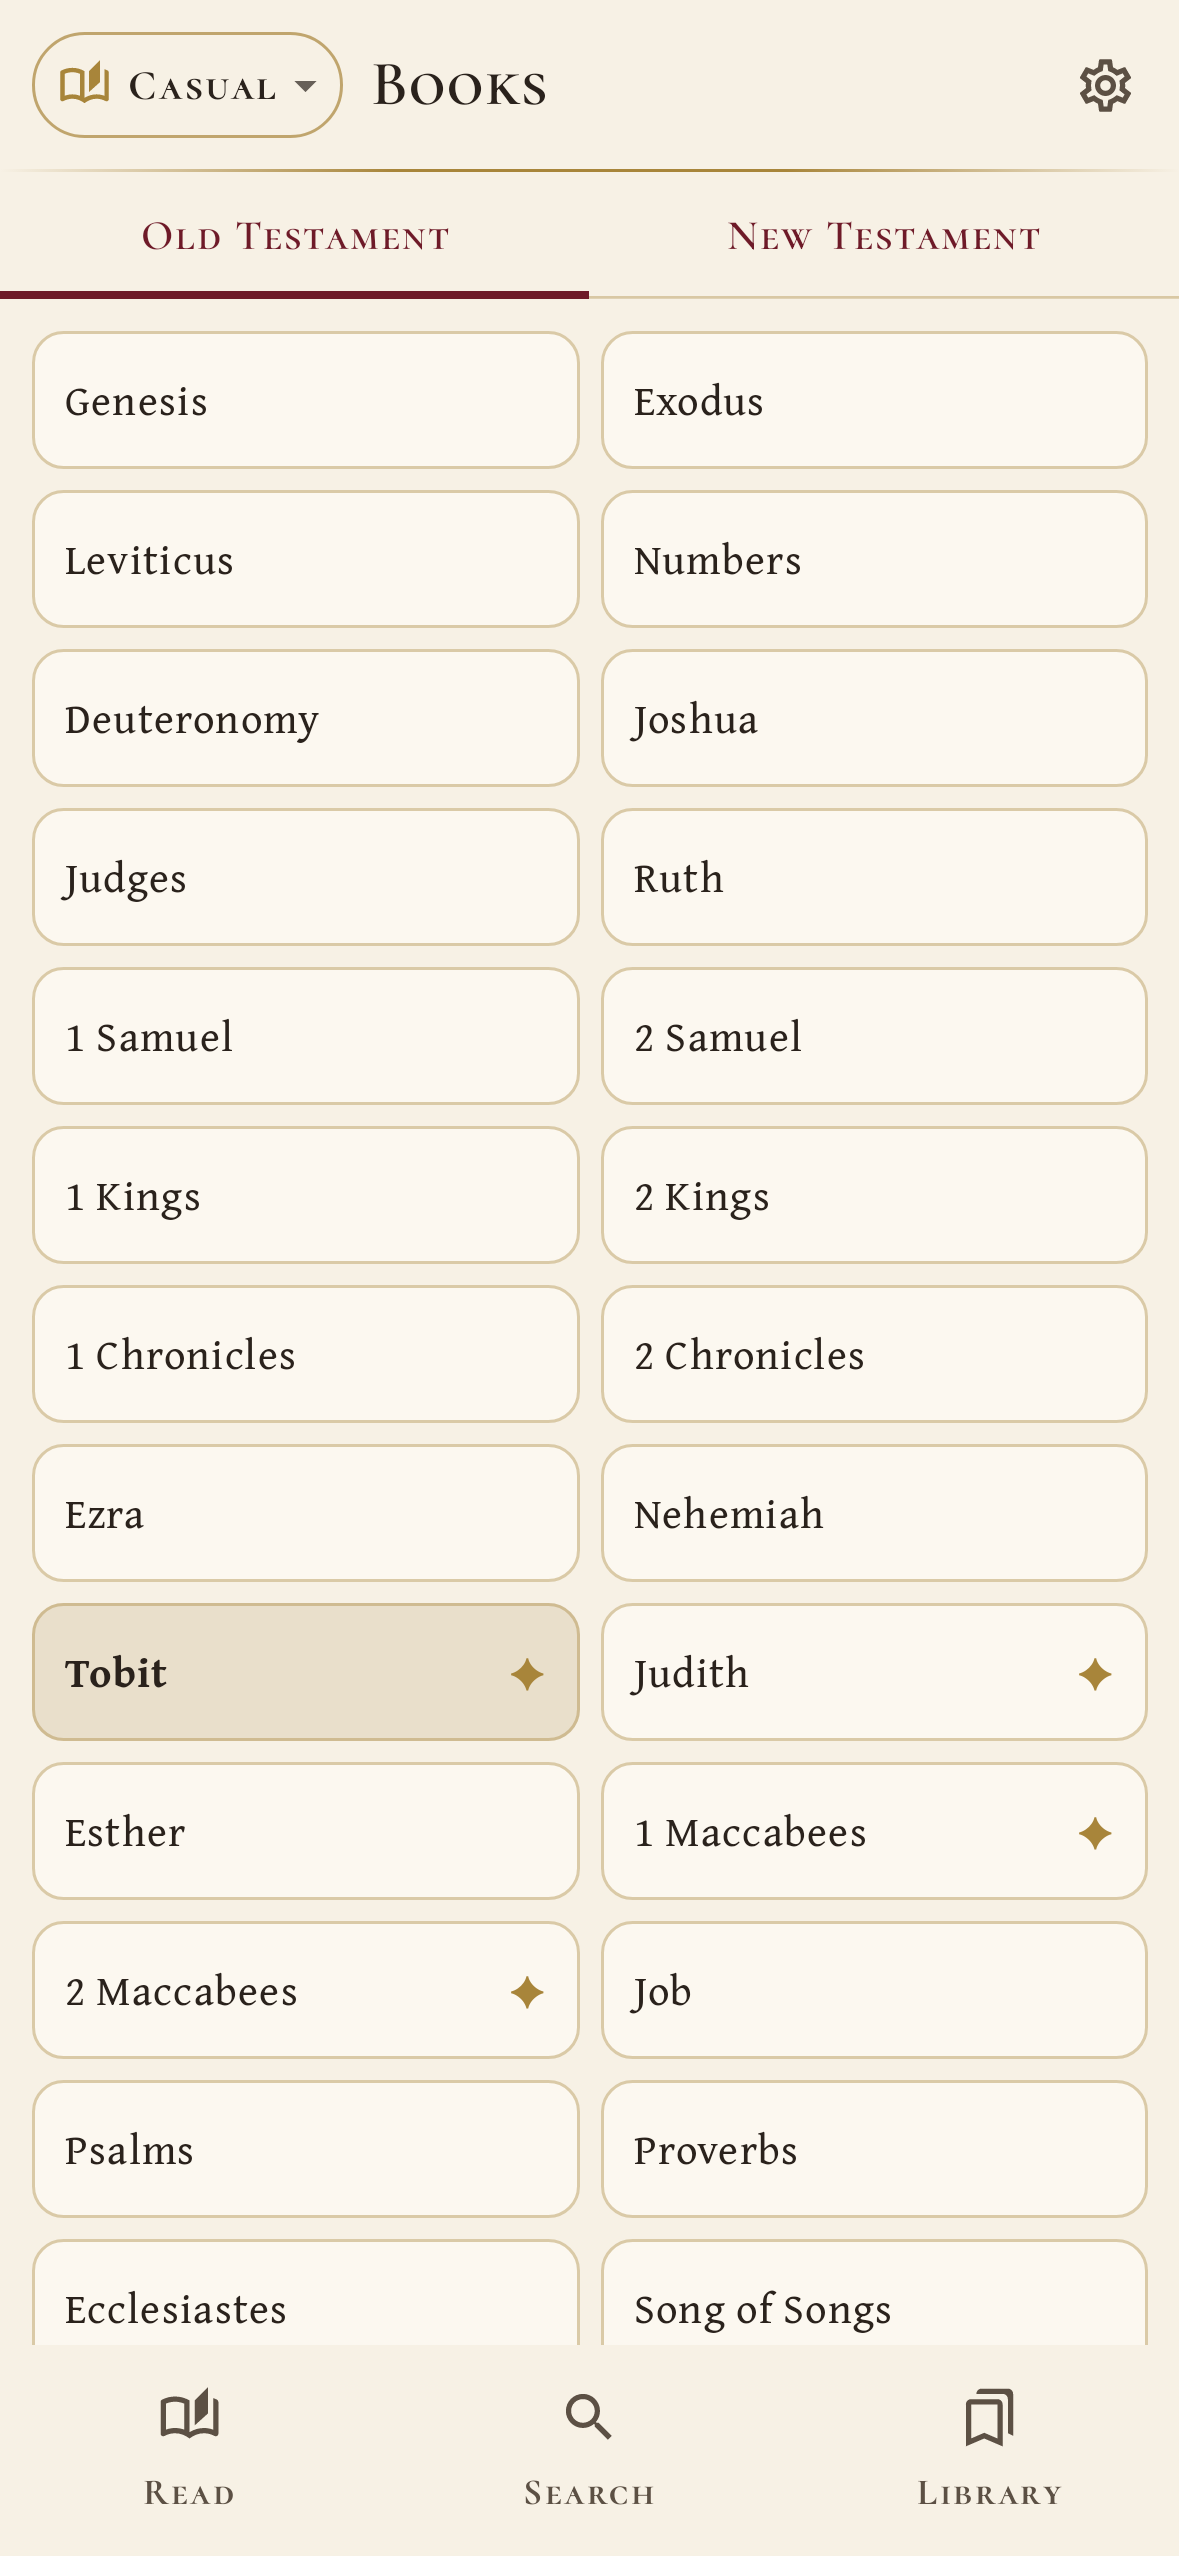 Casual Books
Old Testament New Testament
Genesis Exodus
Leviticus Numbers
Deuteronomy Joshua
Judges Ruth
1 Samuel 2 Samuel
1 Kings 2 Kings
1 Chronicles 2 Chronicles
Ezra Nehemiah
Tobit Judith
Esther 1 Maccabees
2 Maccabees Job
Psalms Proverbs
Ecclesiastes Song of Songs
Read Search Library